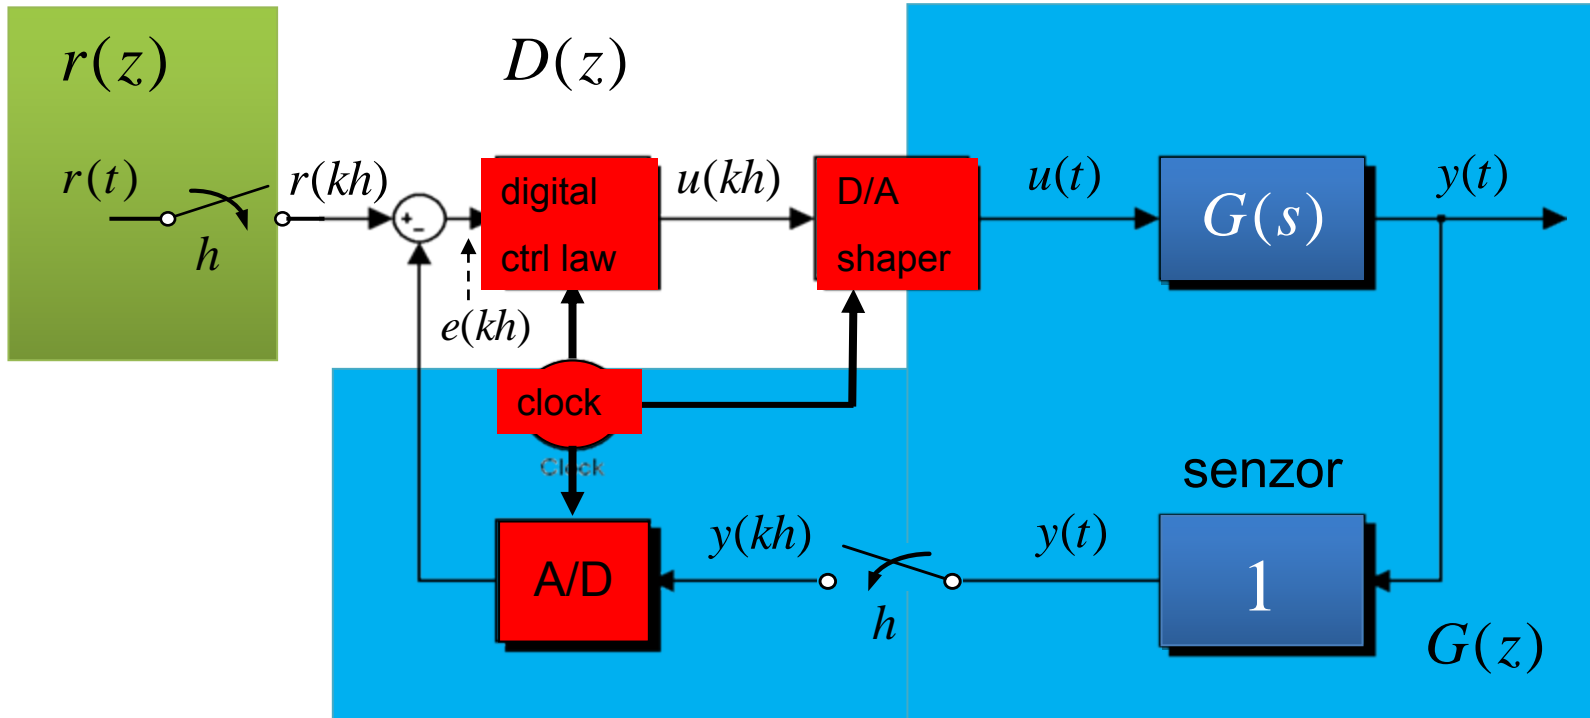 r(z)
D(z)
r(t)
r(kh)
h
+
−
digital
ctrl law
e(kh)
u(kh)
D/A
shaper
u(t)
G(s)
y(t)
clock
Clock
A/D
y(kh)
h
y(t)
senzor
1
G(z)